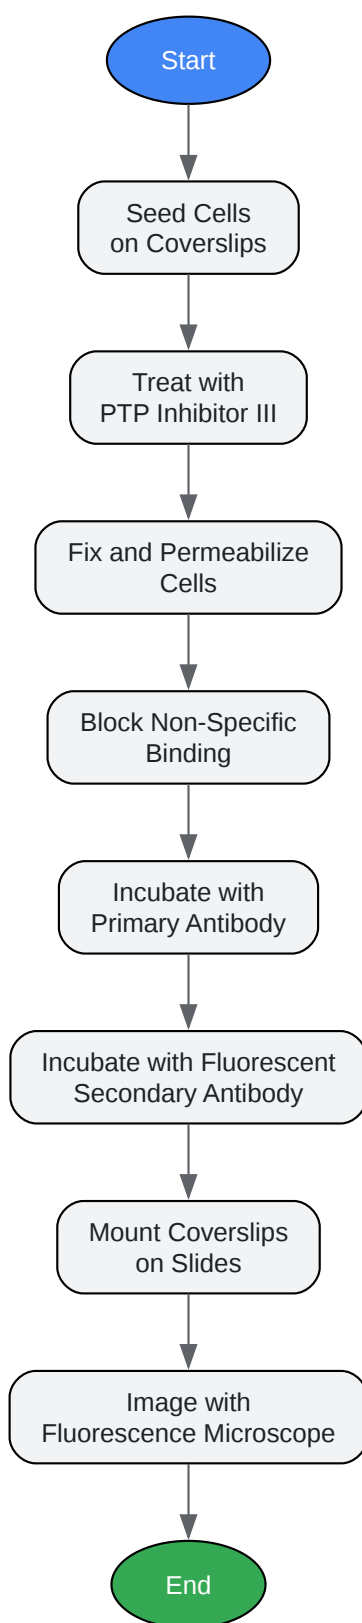 Start
Seed Cells
on Coverslips
Treat with
PTP Inhibitor III
Fix and Permeabilize
Cells
Block Non-Specific
Binding
Incubate with
Primary Antibody
Incubate with Fluorescent
Secondary Antibody
Mount Coverslips
on Slides
Image with
Fluorescence Microscope
End